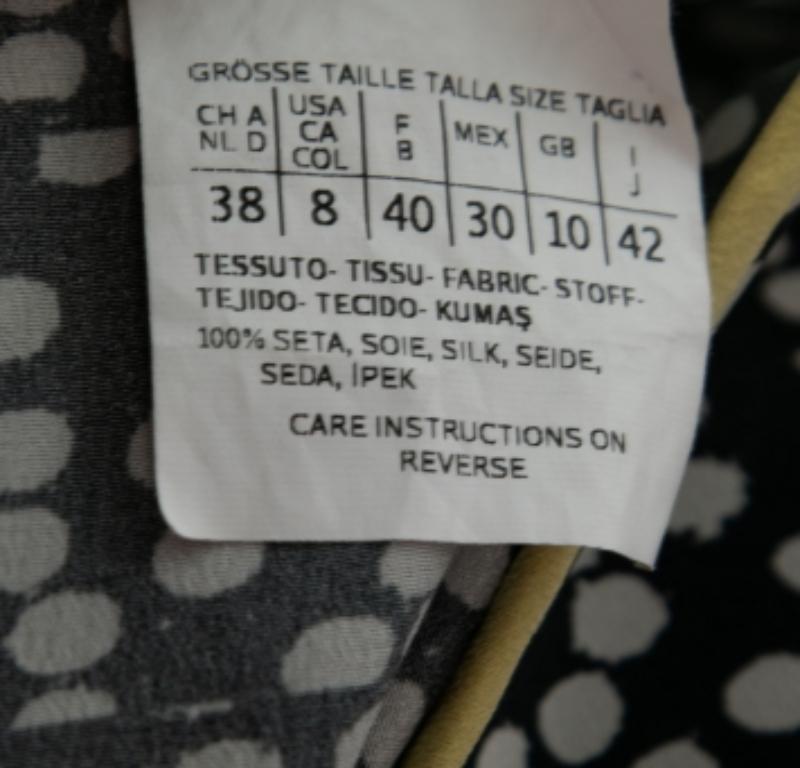 GRÖSSE TAILLE TALLA SIZE TAGLIA
CH A NL D | USA CA COL | F B | MEX | GB | I J
38 | 8 | 40 | 30 | 10 | 42
TESSUTO- TISSU- FABRIC- STOFF-
TEJIDO- TECIDO- KUMAŞ
100% SETA, SOIE, SILK, SEIDE,
SEDA, İPEK
CARE INSTRUCTIONS ON
REVERSE